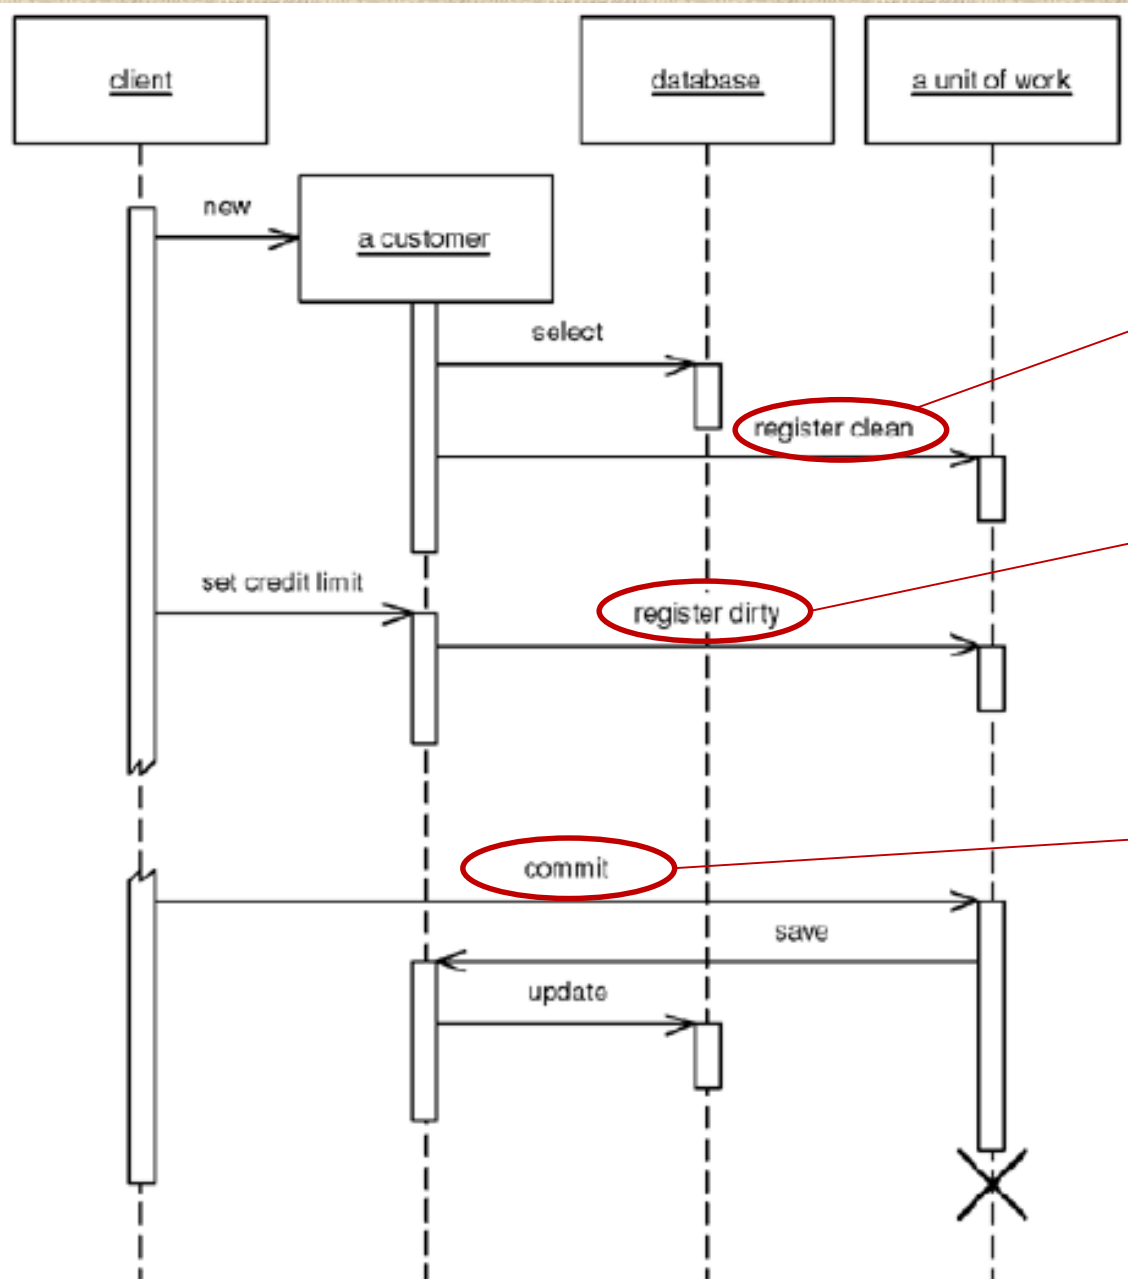 client
database
a unit of work
new
a customer
select
register clean
set credit limit
register dirty
commit
save
update